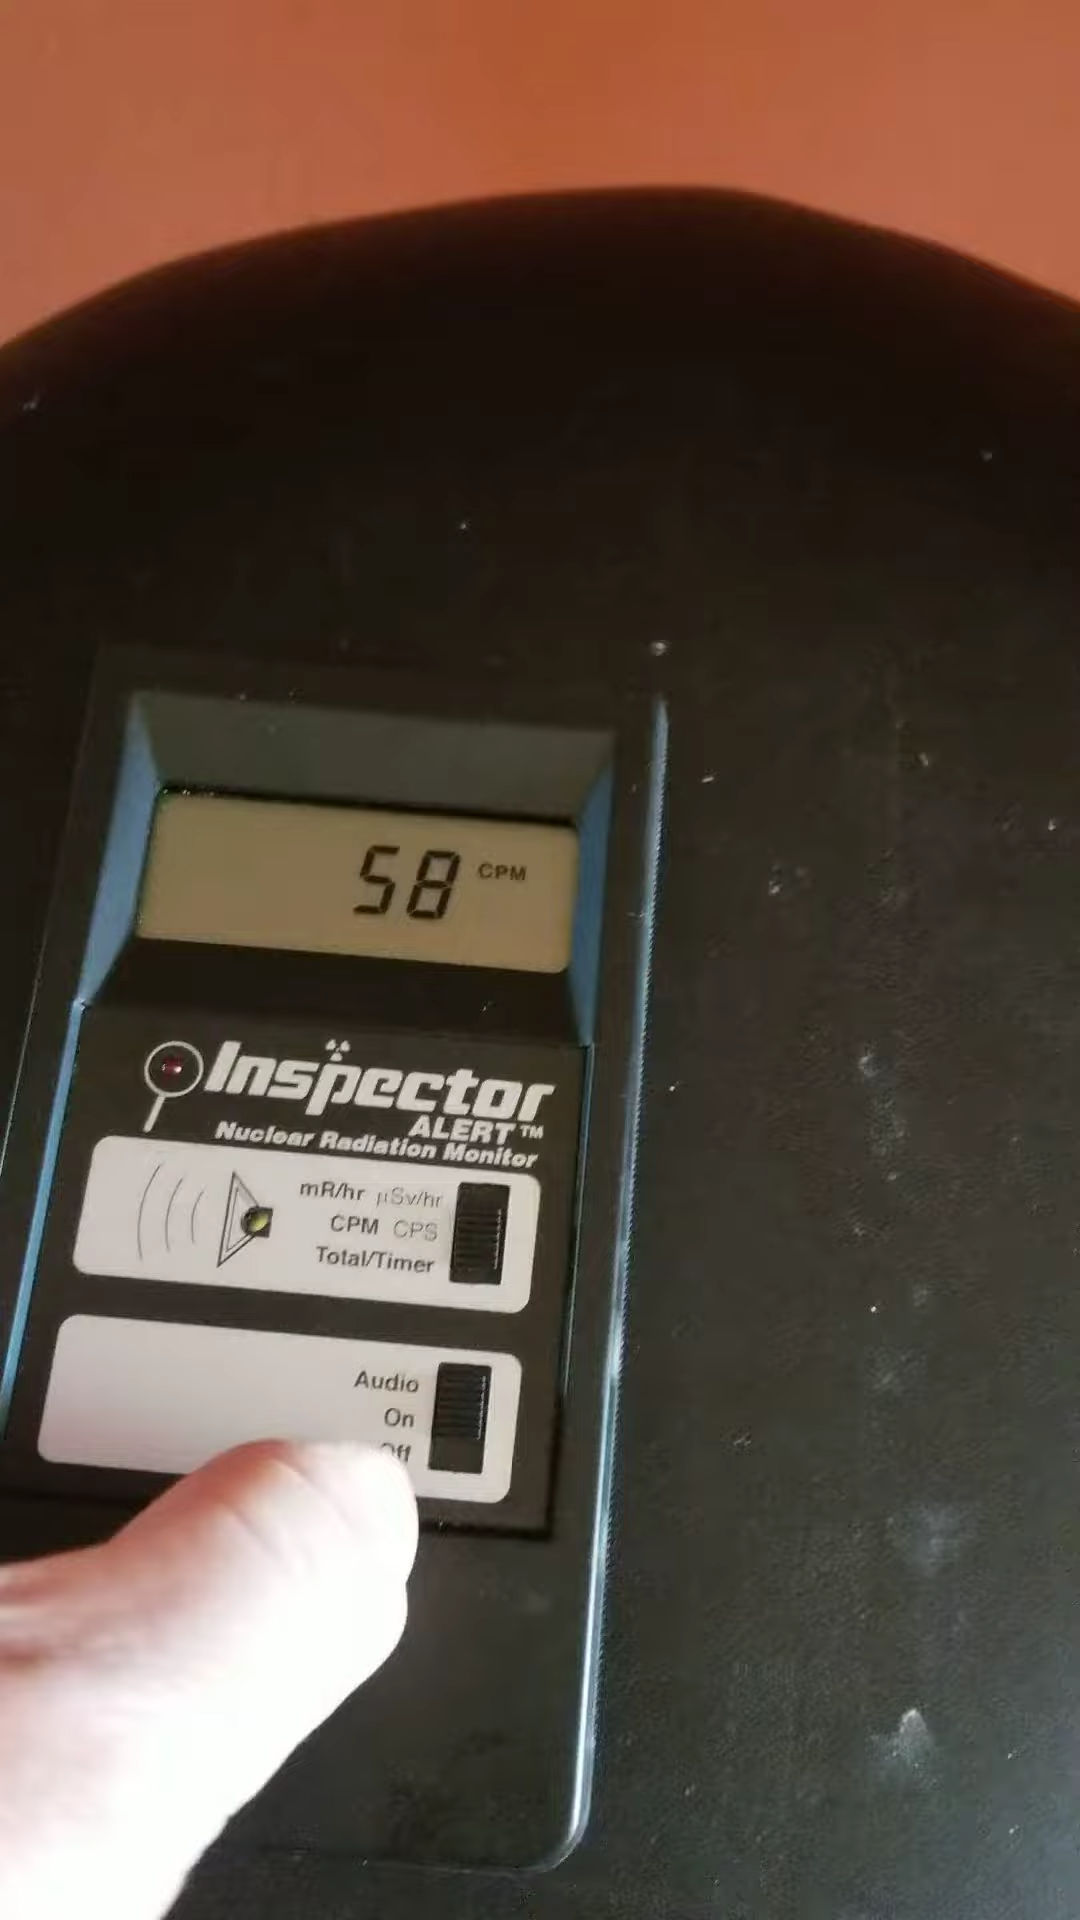 58 CPM
Inspector
ALERT™
Nuclear Radiation Monitor
mR/hr µSv/hr
CPM CPS
Total/Timer
Audio
On
Off